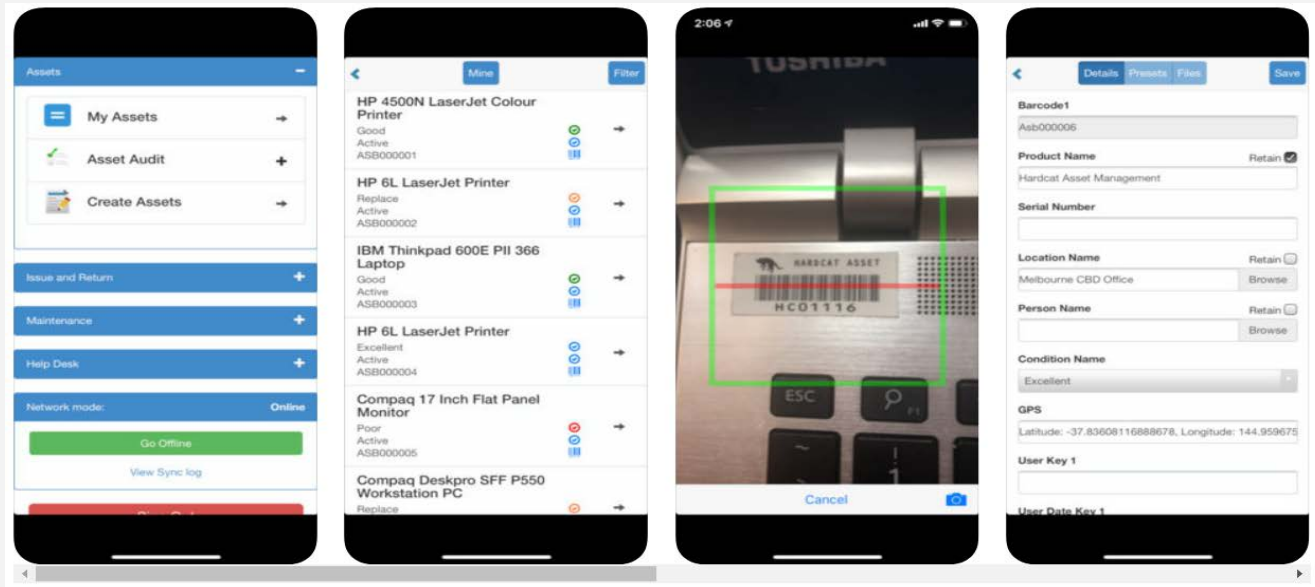 Assets
My Assets
Asset Audit
Create Assets
Issue and Return
Maintenance
Help Desk
Network mode: Online
Go Offline
View Sync log
Mine
Filter
HP 4500N LaserJet Colour
Printer
Good
Active
ASB000001
HP 6L LaserJet Printer
Replace
Active
ASB000002
IBM Thinkpad 600E PII 366
Laptop
Good
Active
ASB000003
HP 6L LaserJet Printer
Excellent
Active
ASB000004
Compaq 17 Inch Flat Panel
Monitor
Poor
Active
ASB000005
Compaq Deskpro SFF P550
Workstation PC
Replace
2:06
TOSHIBA
HARDCAT ASSET
HC01116
ESC
F1
1
Cancel
Details Presets Files
Save
Barcode1
Asb000006
Product Name Retain
Hardcat Asset Management
Serial Number
Location Name Retain
Melbourne CBD Office Browse
Person Name Retain
Browse
Condition Name
Excellent
GPS
Latitude: -37.83608116888678, Longitude: 144.959675
User Key 1
User Date Key 1